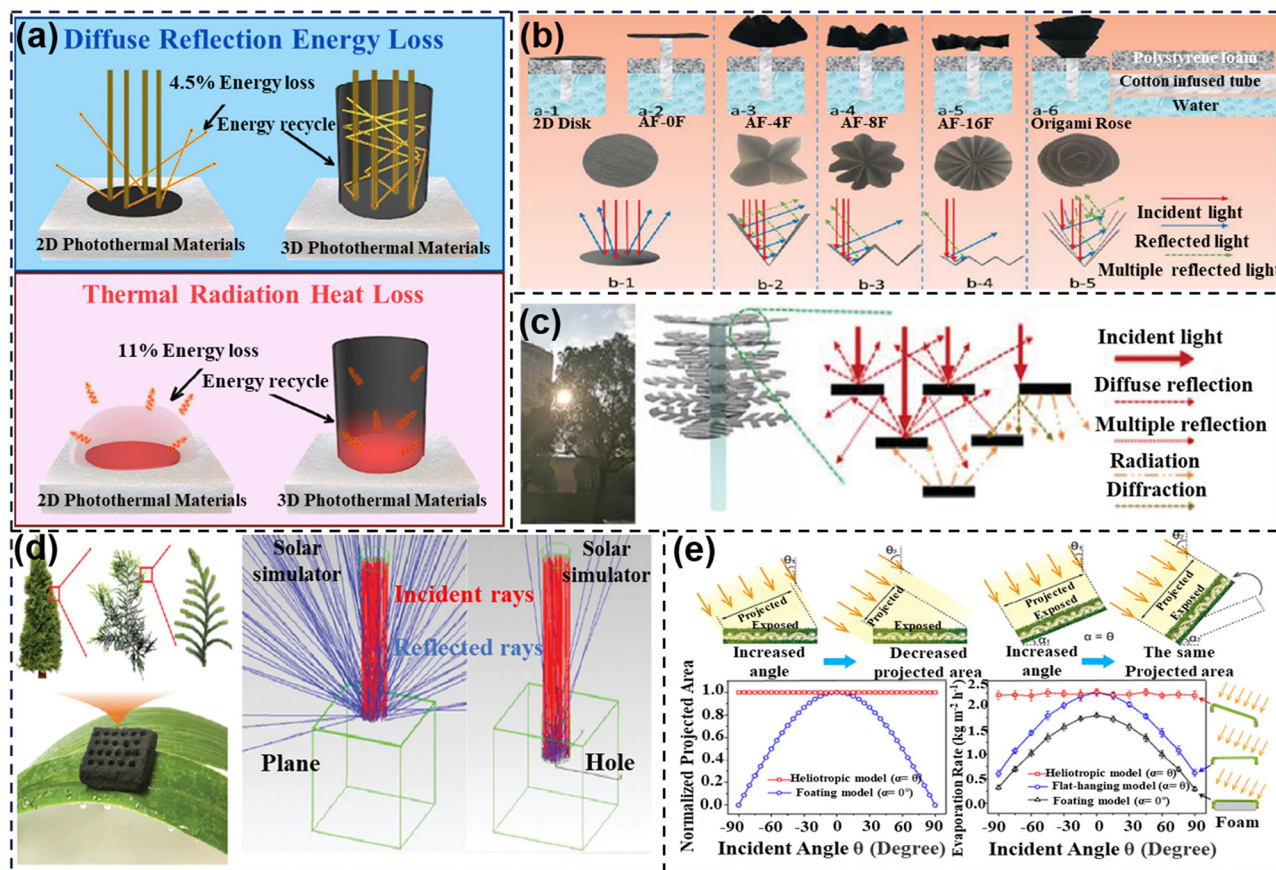 (a)
Diffuse Reflection Energy Loss
4.5% Energy loss
Energy recycle
2D Photothermal Materials
3D Photothermal Materials
Thermal Radiation Heat Loss
11% Energy loss
Energy recycle
2D Photothermal Materials
3D Photothermal Materials
(b)
Polystyrene foam
Cotton infused tube
Water
a-1 a-2 a-3 a-4 a-5 a-6
2D Disk AF-0F AF-4F AF-8F AF-16F Origami Rose
Incident light
Reflected light
Multiple reflected light
b-1 b-2 b-3 b-4 b-5
(c)
Incident light
Diffuse reflection
Multiple reflection
Radiation
Diffraction
(d)
Solar
simulator
Incident rays
Reflected rays
Plane
Solar
simulator
Hole
(e)
Projected
Exposed
Increased
angle
Projected
Exposed
Decreased
projected area
Projected
Exposed
α₁
Increased
angle
α = θ
Projected
Exposed
α₂
The same
Projected area
Normalized Projected Area
1.0
0.8
0.6
0.4
0.2
0.0
Heliotropic model (α= θ)
Foating model (α= 0°)
-90 -60 -30 0 30 60 90
Incident Angle θ (Degree)
Evaporation Rate (kg m⁻² h⁻¹)
2.5
2.0
1.5
1.0
0.5
0.0
Heliotropic model (α= θ)
Flat-hanging model (α= θ)
Foating model (α= 0°)
-90 -60 -30 0 30 60 90
Incident Angle θ (Degree)
Foam